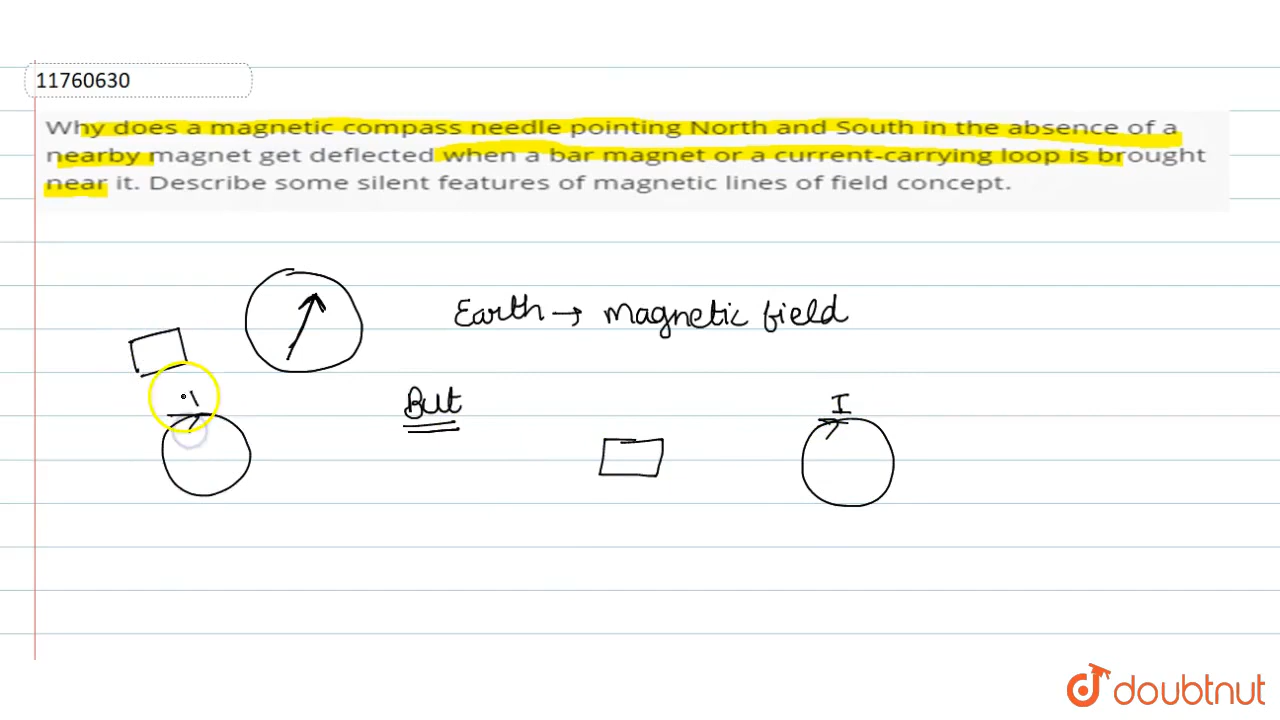 11760630
Why does a magnetic compass needle pointing North and South in the absence of a
nearby magnet get deflected when a bar magnet or a current-carrying loop is brought
near it. Describe some silent features of magnetic lines of field concept.
Earth → magnetic field
But
I
doubtnut